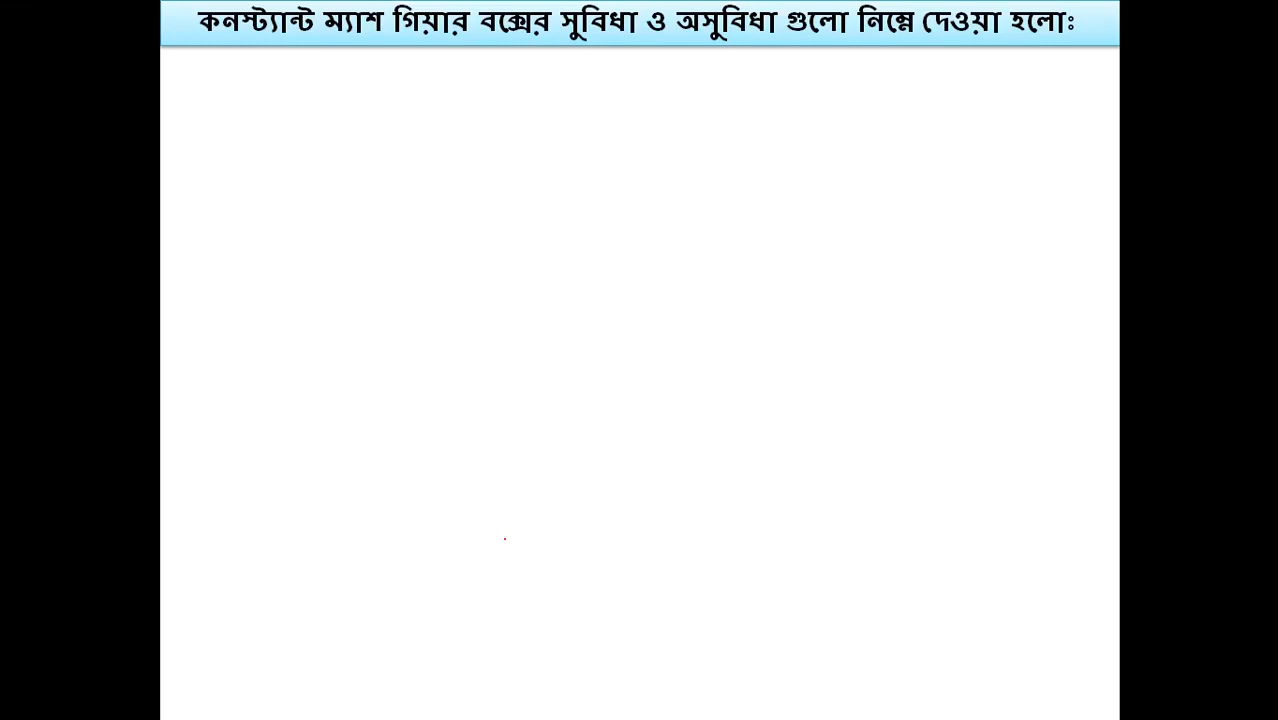 কনস্ট্যান্ট ম্যাশ গিয়ার বক্সের সুবিধা ও অসুবিধা গুলো নিম্নে দেওয়া হলোঃ